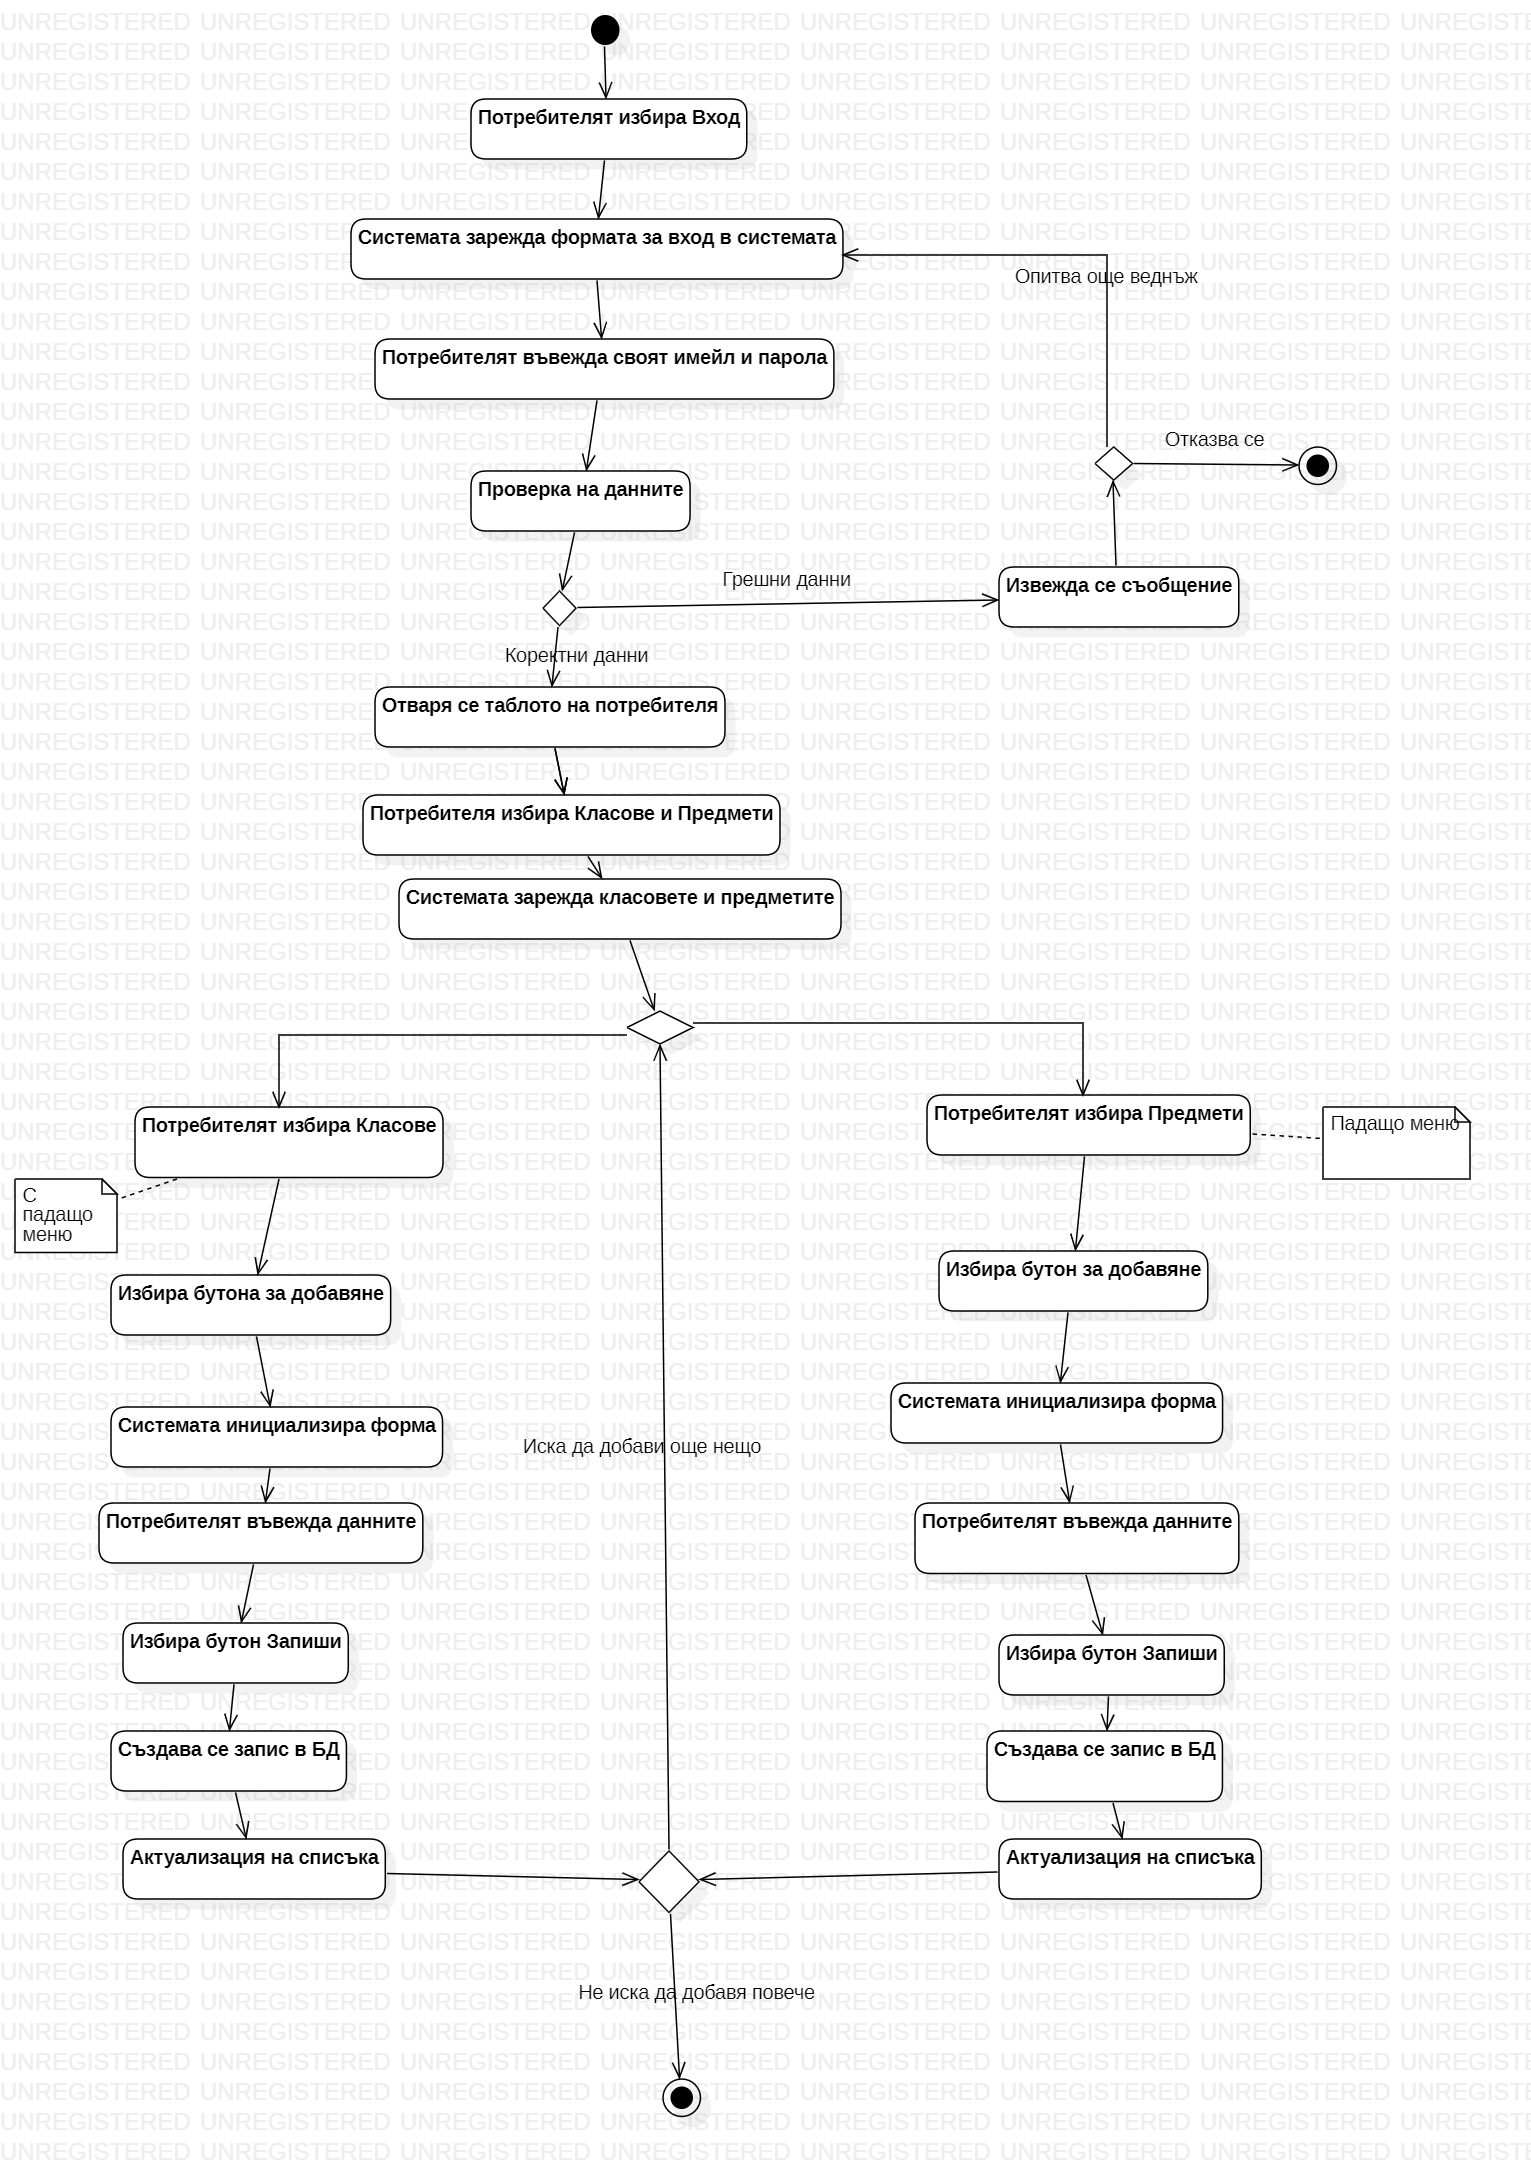 Потребителят избира Вход
Системата зарежда формата за вход в системата
Опитва още веднъж
Потребителят въвежда своят имейл и парола
Отказва се
Проверка на данните
Грешни данни
Извежда се съобщение
Коректни данни
Отваря се таблото на потребителя
Потребителя избира Класове и Предмети
Системата зарежда класовете и предметите
Потребителят избира Класове
Потребителят избира Предмети
Падащо меню
С
падащо
меню
Избира бутона за добавяне
Избира бутон за добавяне
Системата инициализира форма
Системата инициализира форма
Иска да добави още нещо
Потребителят въвежда данните
Потребителят въвежда данните
Избира бутон Запиши
Избира бутон Запиши
Създава се запис в БД
Създава се запис в БД
Актуализация на списъка
Актуализация на списъка
Не иска да добавя повече
UNREGISTERED